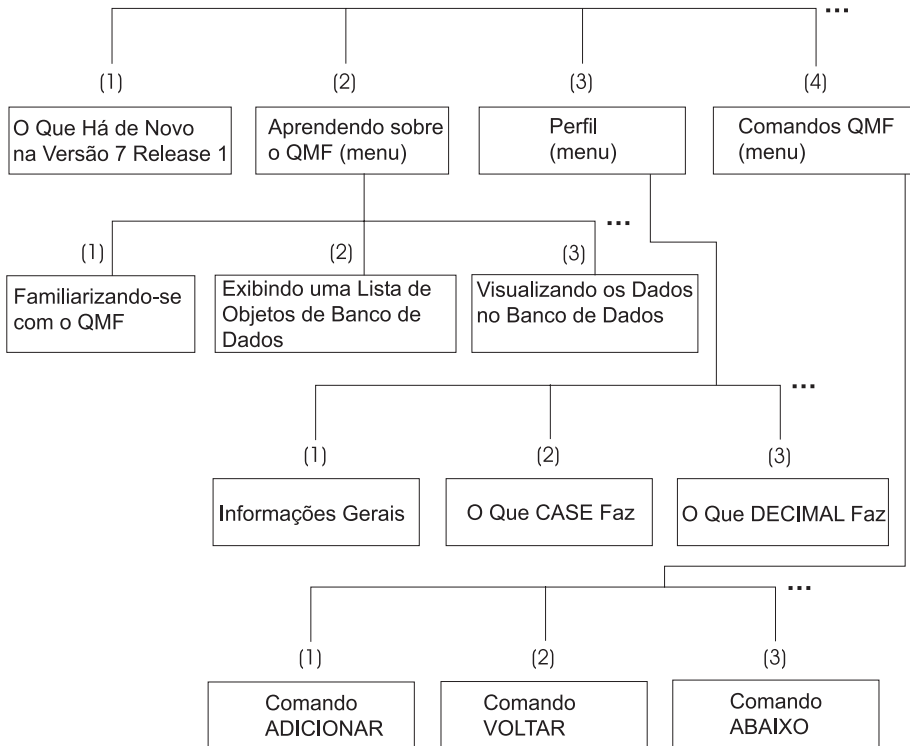 ...
(1)
(2)
(3)
(4)
O Que Há de Novo
na Versão 7 Release 1
Aprendendo sobre
o QMF (menu)
Perfil
(menu)
Comandos QMF
(menu)
...
(1)
(2)
(3)
Familiarizando-se
com o QMF
Exibindo uma Lista de
Objetos de Banco de
Dados
Visualizando os Dados
no Banco de Dados
...
(1)
(2)
(3)
Informações Gerais
O Que CASE Faz
O Que DECIMAL Faz
...
(1)
(2)
(3)
Comando
ADICIONAR
Comando
VOLTAR
Comando
ABAIXO